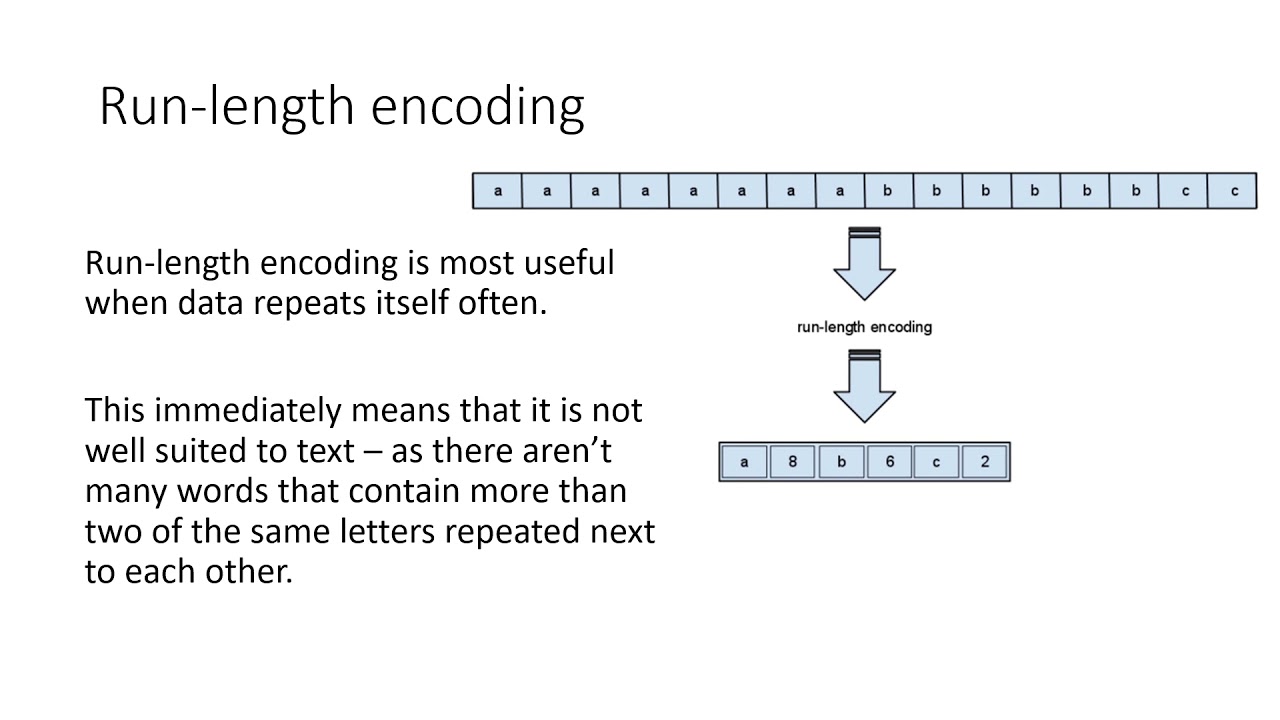 Run-length encoding
a a a a a a a a b b b b b b c c
Run-length encoding is most useful
when data repeats itself often.
run-length encoding
This immediately means that it is not
well suited to text – as there aren’t
many words that contain more than
two of the same letters repeated next
to each other.
a 8 b 6 c 2